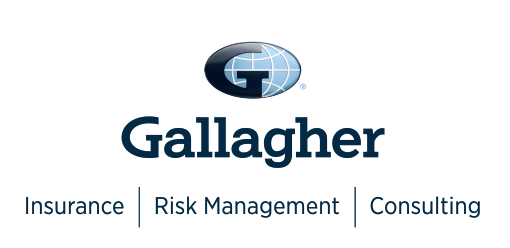 G
®
Gallagher
Insurance | Risk Management | Consulting